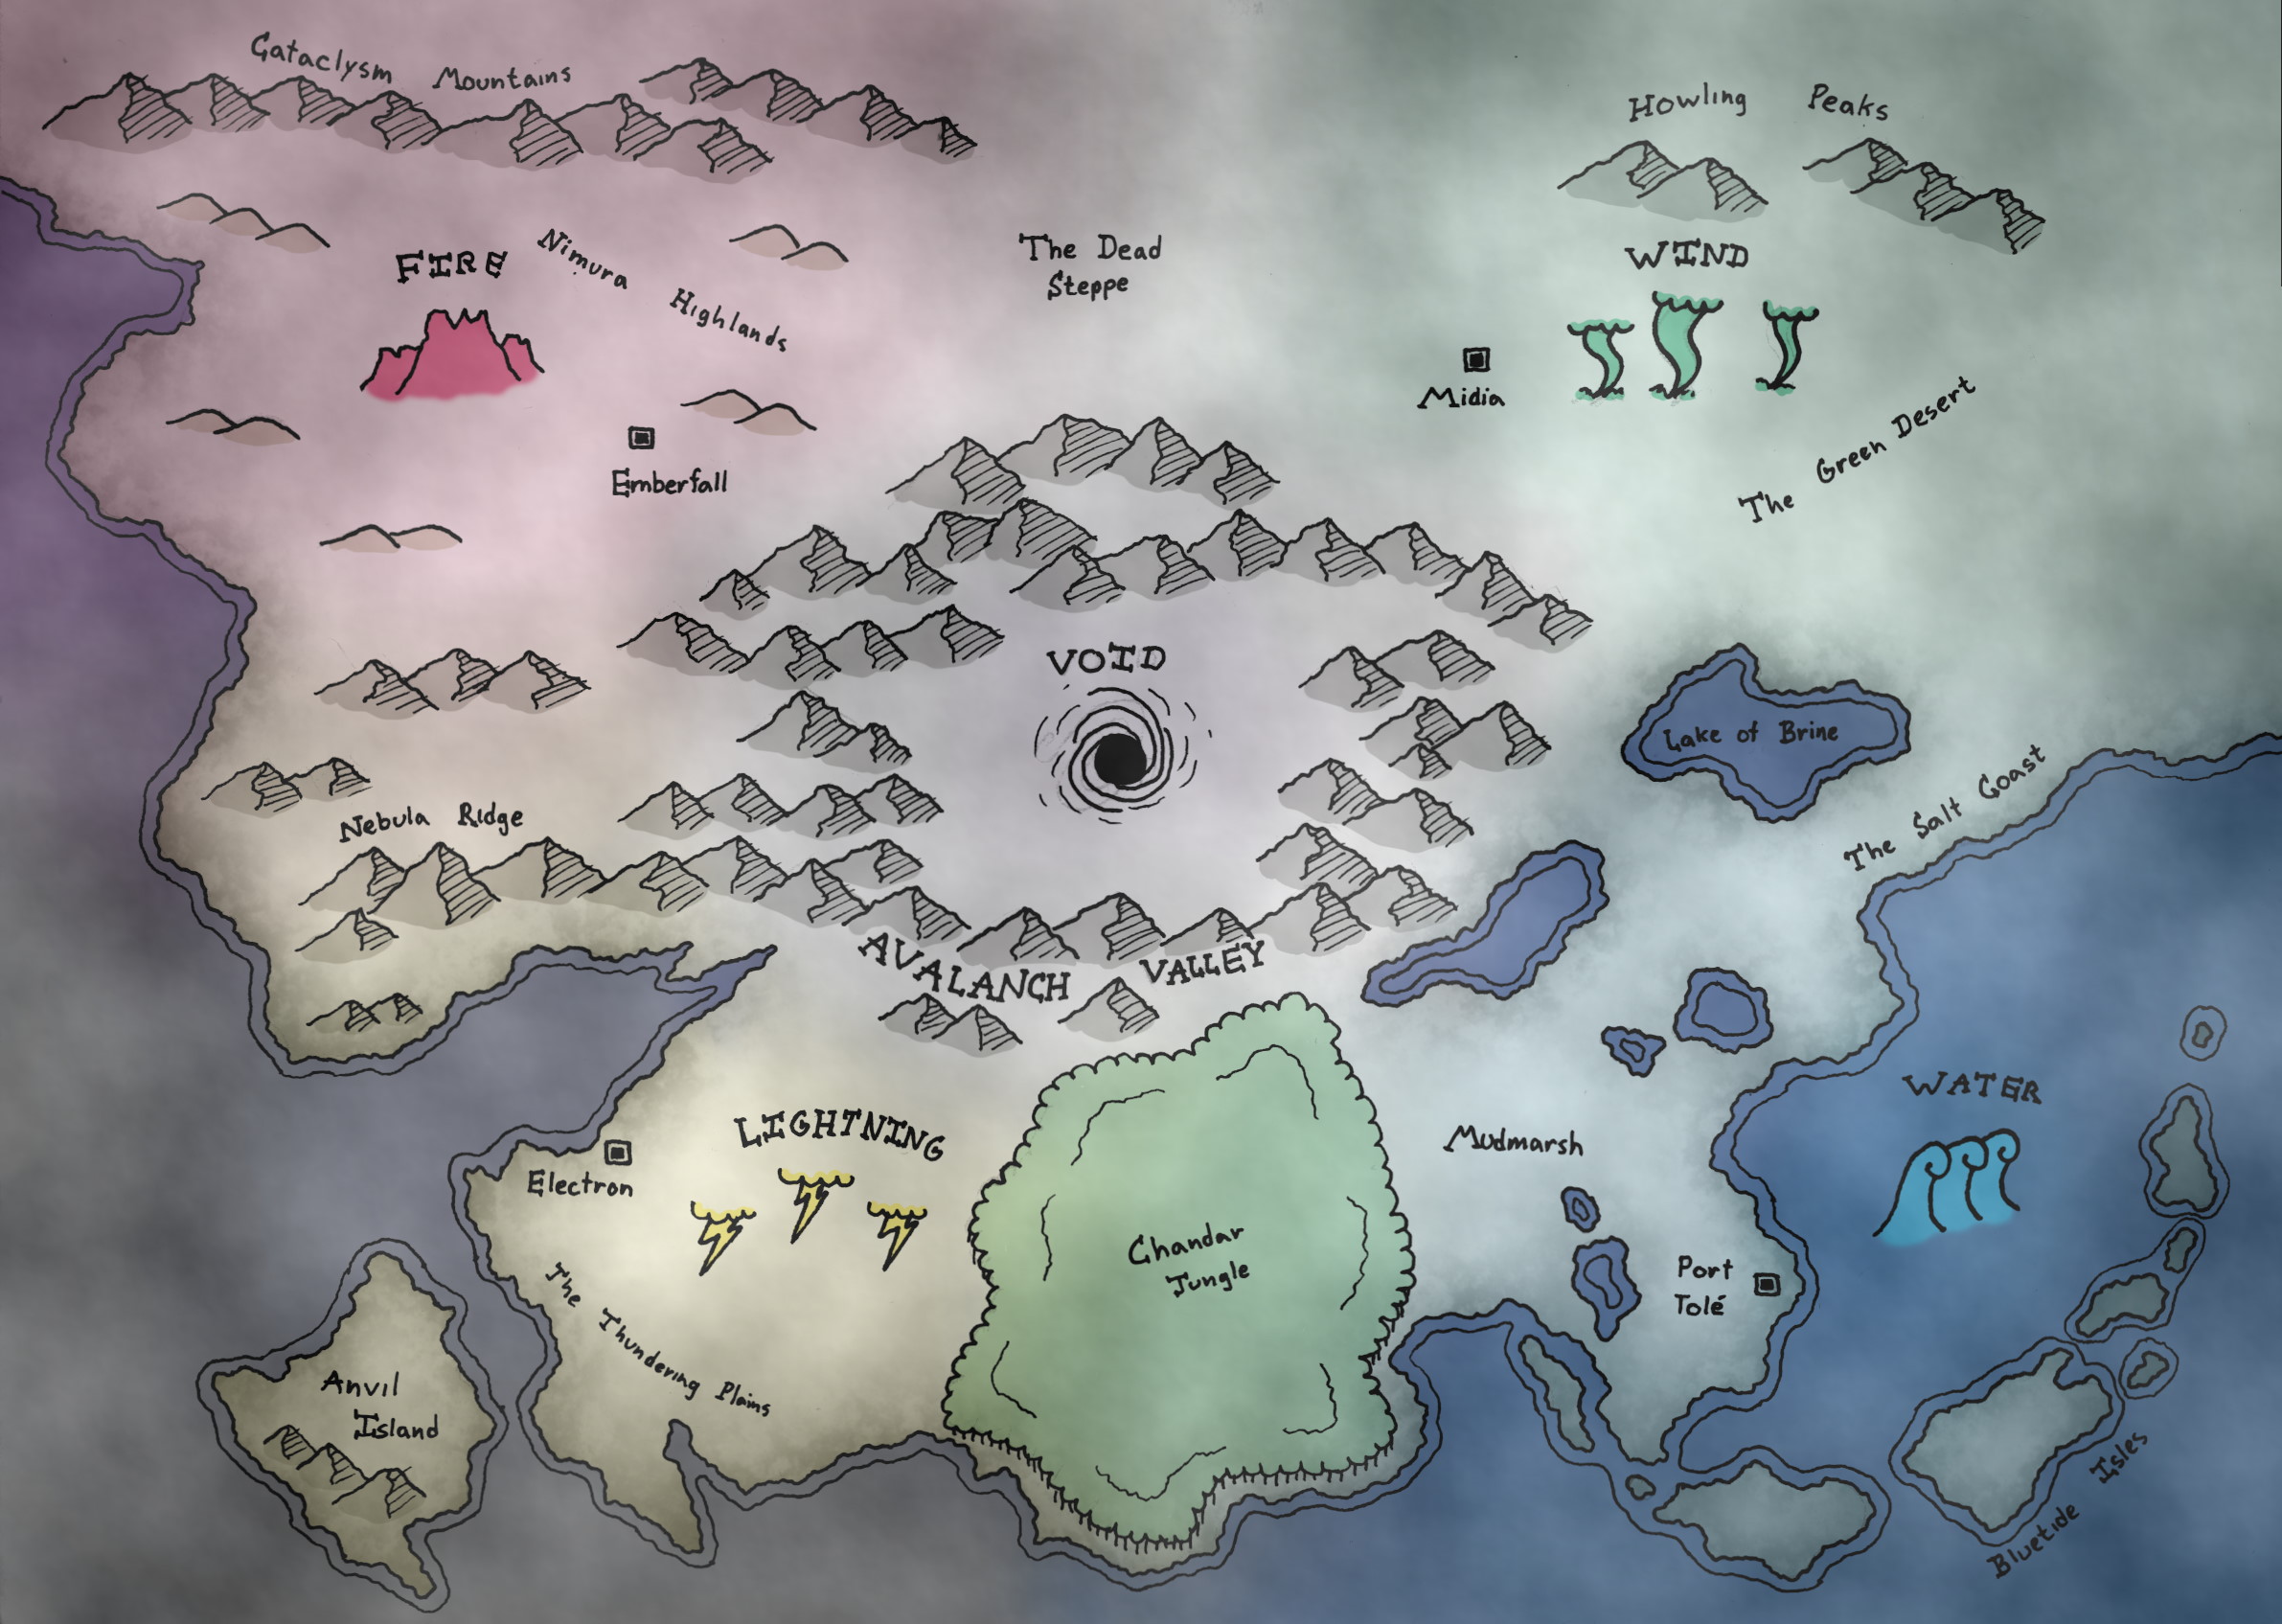 Cataclysm Mountains
Howling Peaks
FIRE
Nimura Highlands
The Dead
Steppe
WIND
Midia
The Green Desert
Emberfall
VOID
Lake of Brine
The Salt Coast
Nebula Ridge
AVALANCH VALLEY
WATER
LIGHTNING
Mudmarsh
Electron
Chandar
Jungle
Port
Tolé
The Thundering Plains
Anvil
Island
Bluetide Isles